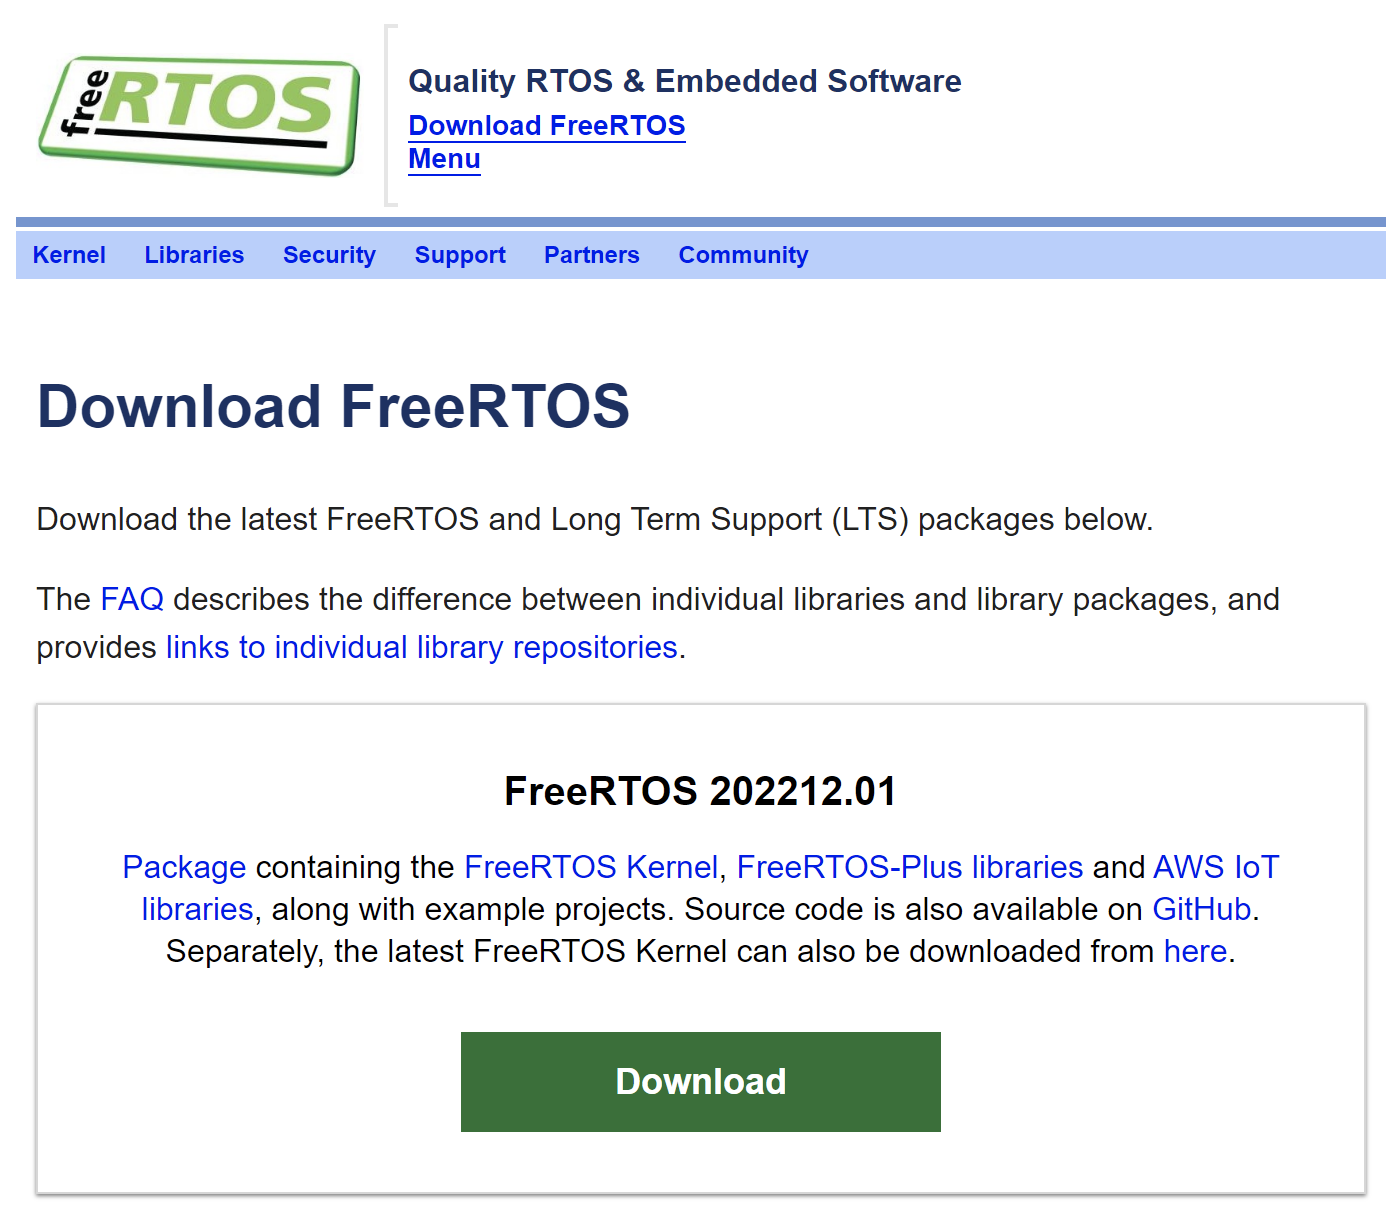 free RTOS
Quality RTOS & Embedded Software
Download FreeRTOS
Menu
Kernel Libraries Security Support Partners Community
Download FreeRTOS
Download the latest FreeRTOS and Long Term Support (LTS) packages below.
The FAQ describes the difference between individual libraries and library packages, and
provides links to individual library repositories.
FreeRTOS 202212.01
Package containing the FreeRTOS Kernel, FreeRTOS-Plus libraries and AWS IoT
libraries, along with example projects. Source code is also available on GitHub.
Separately, the latest FreeRTOS Kernel can also be downloaded from here.
Download